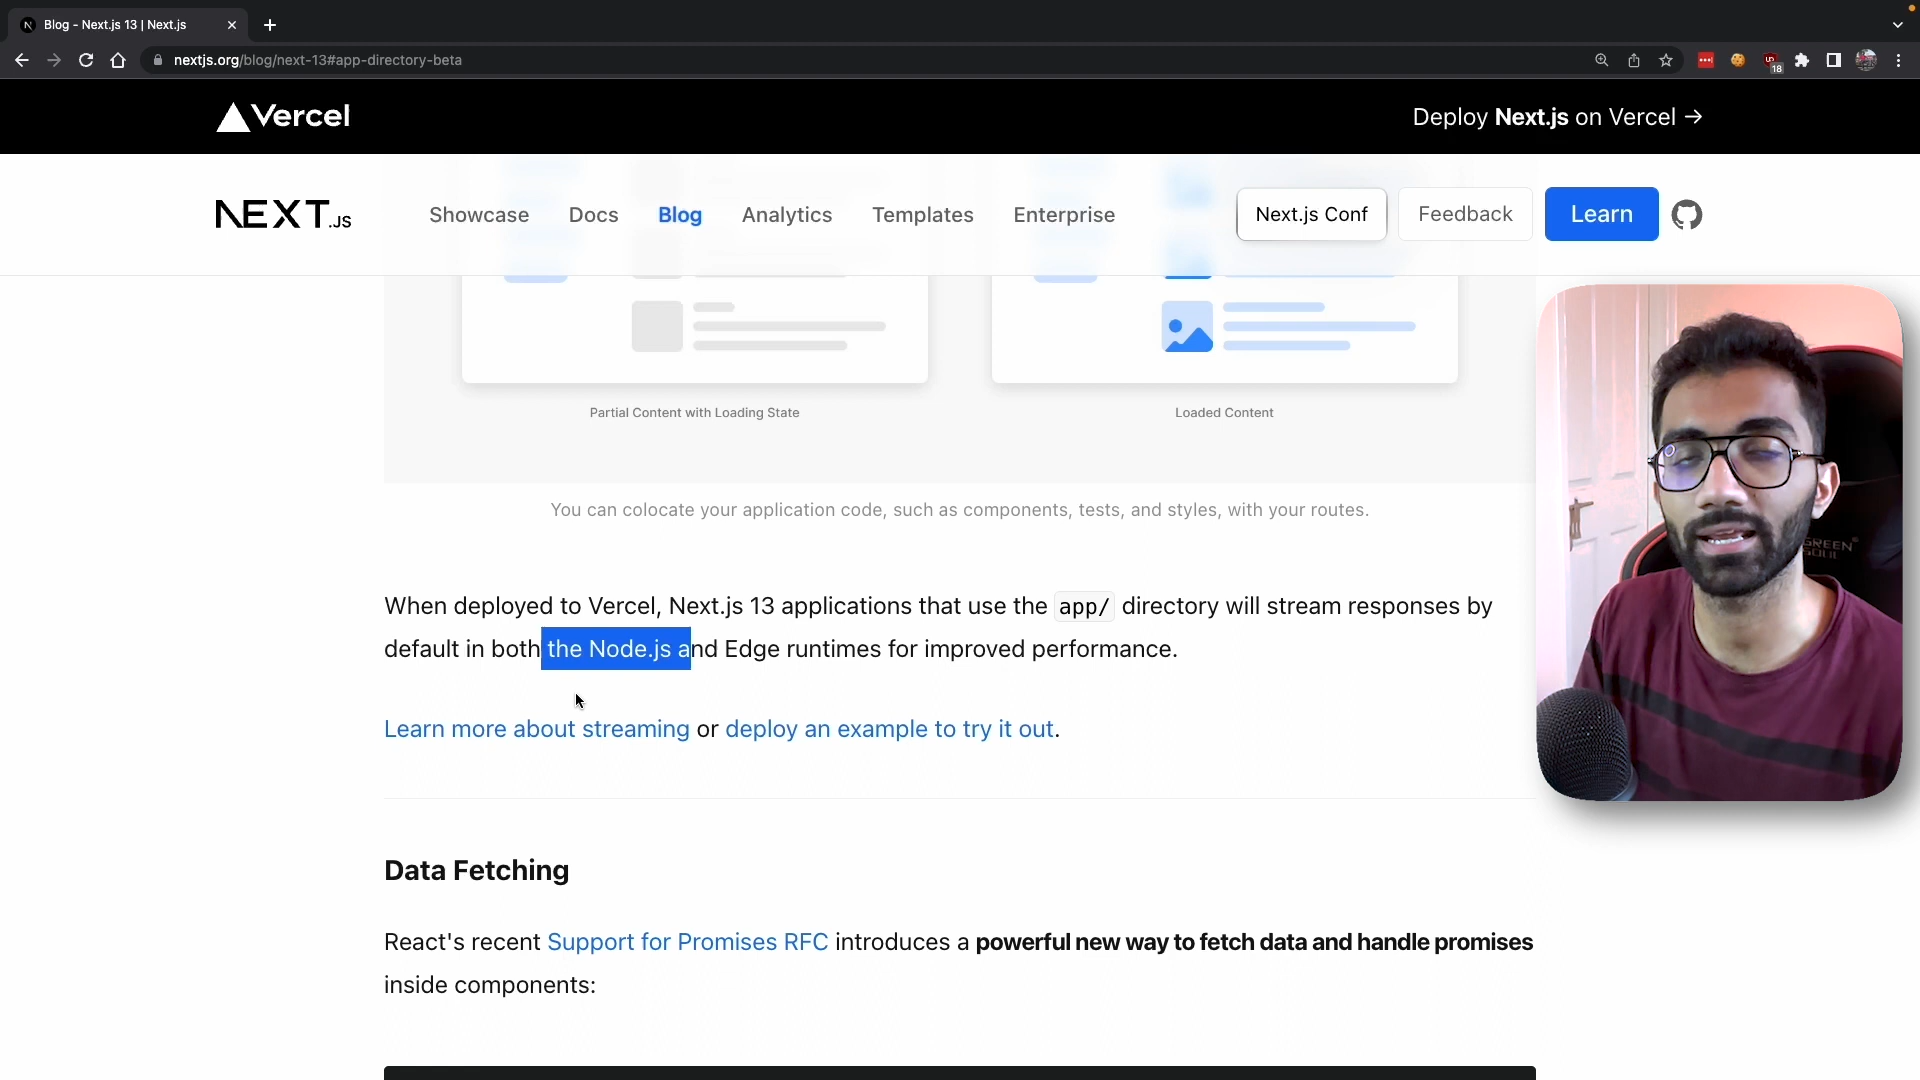 Blog - Next.js 13 | Next.js
nextjs.org/blog/next-13#app-directory-beta
18
Vercel
Deploy Next.js on Vercel →
NEXT.JS
Showcase
Docs
Blog
Analytics
Templates
Enterprise
Next.js Conf
Feedback
Learn
Partial Content with Loading State
Loaded Content
You can colocate your application code, such as components, tests, and styles, with your routes.
When deployed to Vercel, Next.js 13 applications that use the app/ directory will stream responses by
default in both the Node.js and Edge runtimes for improved performance.
Learn more about streaming or deploy an example to try it out.
Data Fetching
React's recent Support for Promises RFC introduces a powerful new way to fetch data and handle promises
inside components:
GREEN
SOUL